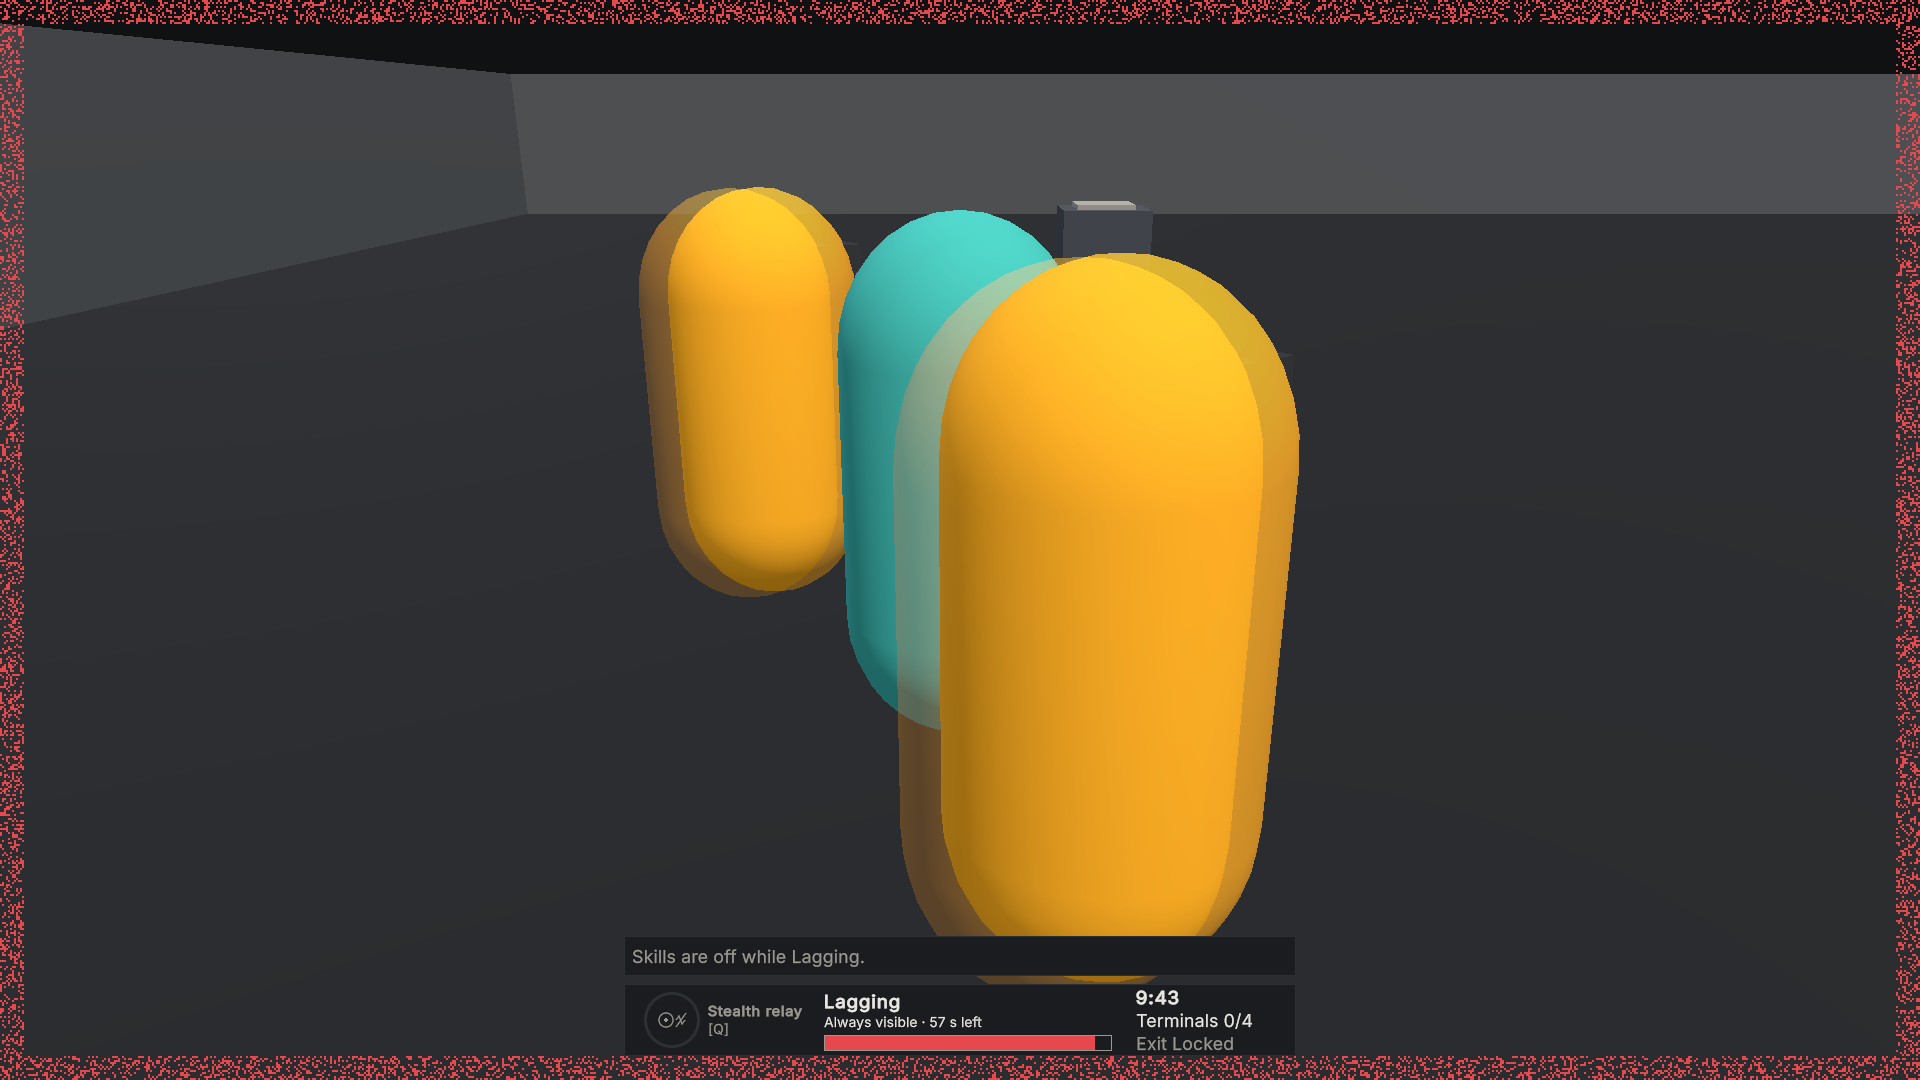 Skills are off while Lagging.
Stealth relay
[Q]
Lagging
Always visible · 57 s left
9:43
Terminals 0/4
Exit Locked